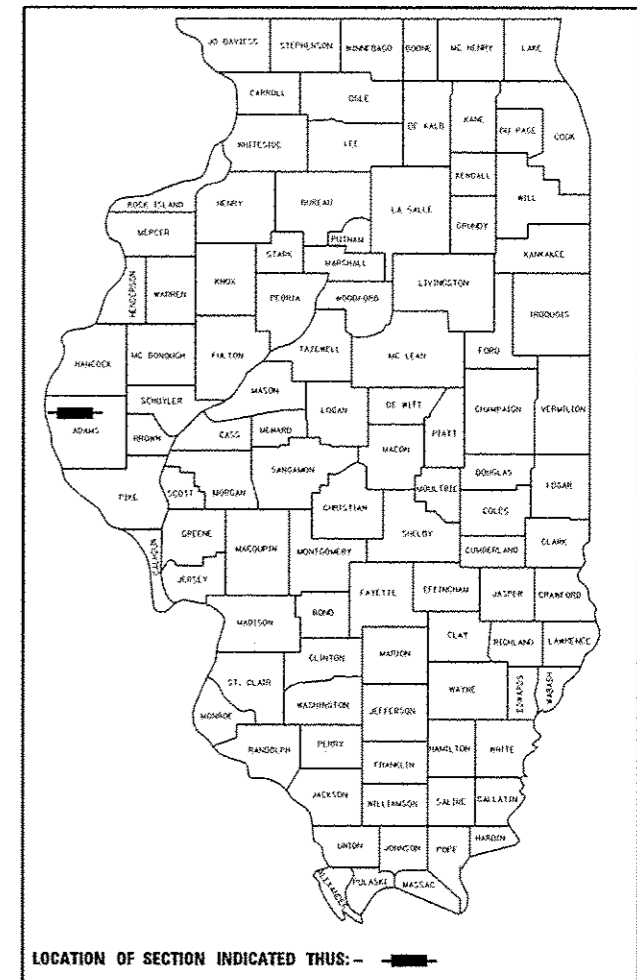 JO DAVIESS STEPHENSON WINNEBAGO BOONE MC HENRY LAKE
CARROLL OGLE DE KALB KANE DU PAGE COOK
WHITESIDE LEE
KENDALL WILL
ROCK ISLAND HENRY BUREAU LA SALLE GRUNDY
MERCER PUTNAM
STARK MARSHALL KANKAKEE
HENDERSON WARREN KNOX PEORIA WOODFORD LIVINGSTON IROQUOIS
HANCOCK MC DONOUGH FULTON TAZEWELL MC LEAN FORD
MASON
SCHUYLER LOGAN DE WITT CHAMPAIGN VERMILION
ADAMS BROWN CASS MENARD MACON PIATT
SANGAMON DOUGLAS
PIKE SCOTT MORGAN CHRISTIAN MOULTRIE COLES EDGAR
CALHOUN GREENE MACOUPIN MONTGOMERY SHELBY CUMBERLAND CLARK
JERSEY FAYETTE EFFINGHAM JASPER CRAWFORD
MADISON BOND
CLAY RICHLAND LAWRENCE
CLINTON MARION
ST. CLAIR WAYNE EDWARDS WABASH
MONROE WASHINGTON JEFFERSON
RANDOLPH PERRY HAMILTON WHITE
FRANKLIN
JACKSON WILLIAMSON SALINE GALLATIN
UNION JOHNSON POPE HARDIN
ALEXANDER PULASKI MASSAC
LOCATION OF SECTION INDICATED THUS: -